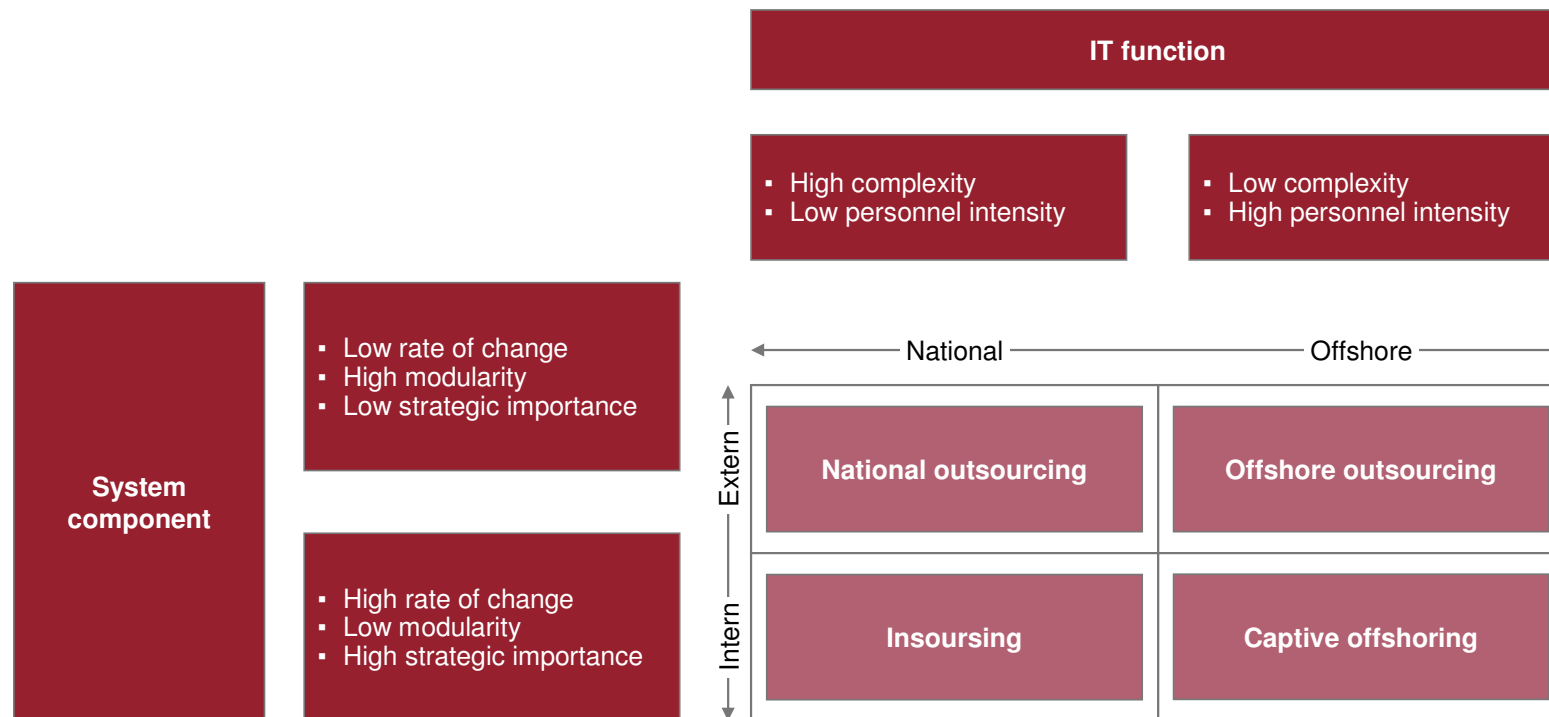 IT function
▪ High complexity
▪ Low personnel intensity
▪ Low complexity
▪ High personnel intensity
System
component
▪ Low rate of change
▪ High modularity
▪ Low strategic importance
▪ High rate of change
▪ Low modularity
▪ High strategic importance
National
Offshore
Extern
Intern
National outsourcing
Offshore outsourcing
Insoursing
Captive offshoring